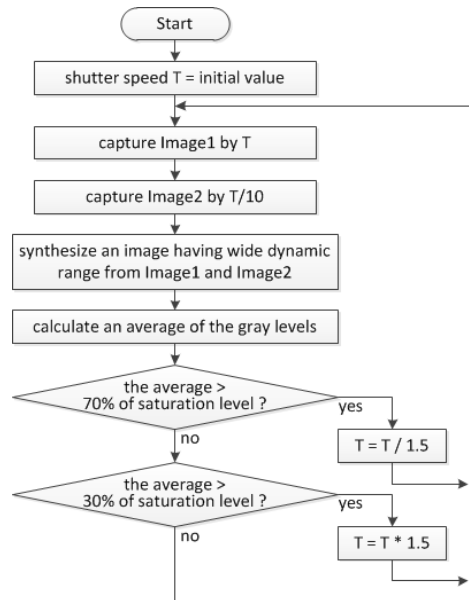 Start
shutter speed T = initial value
capture Image1 by T
capture Image2 by T/10
synthesize an image having wide dynamic
range from Image1 and Image2
calculate an average of the gray levels
the average >
70% of saturation level ?
yes
no
T = T / 1.5
the average >
30% of saturation level ?
yes
no
T = T * 1.5